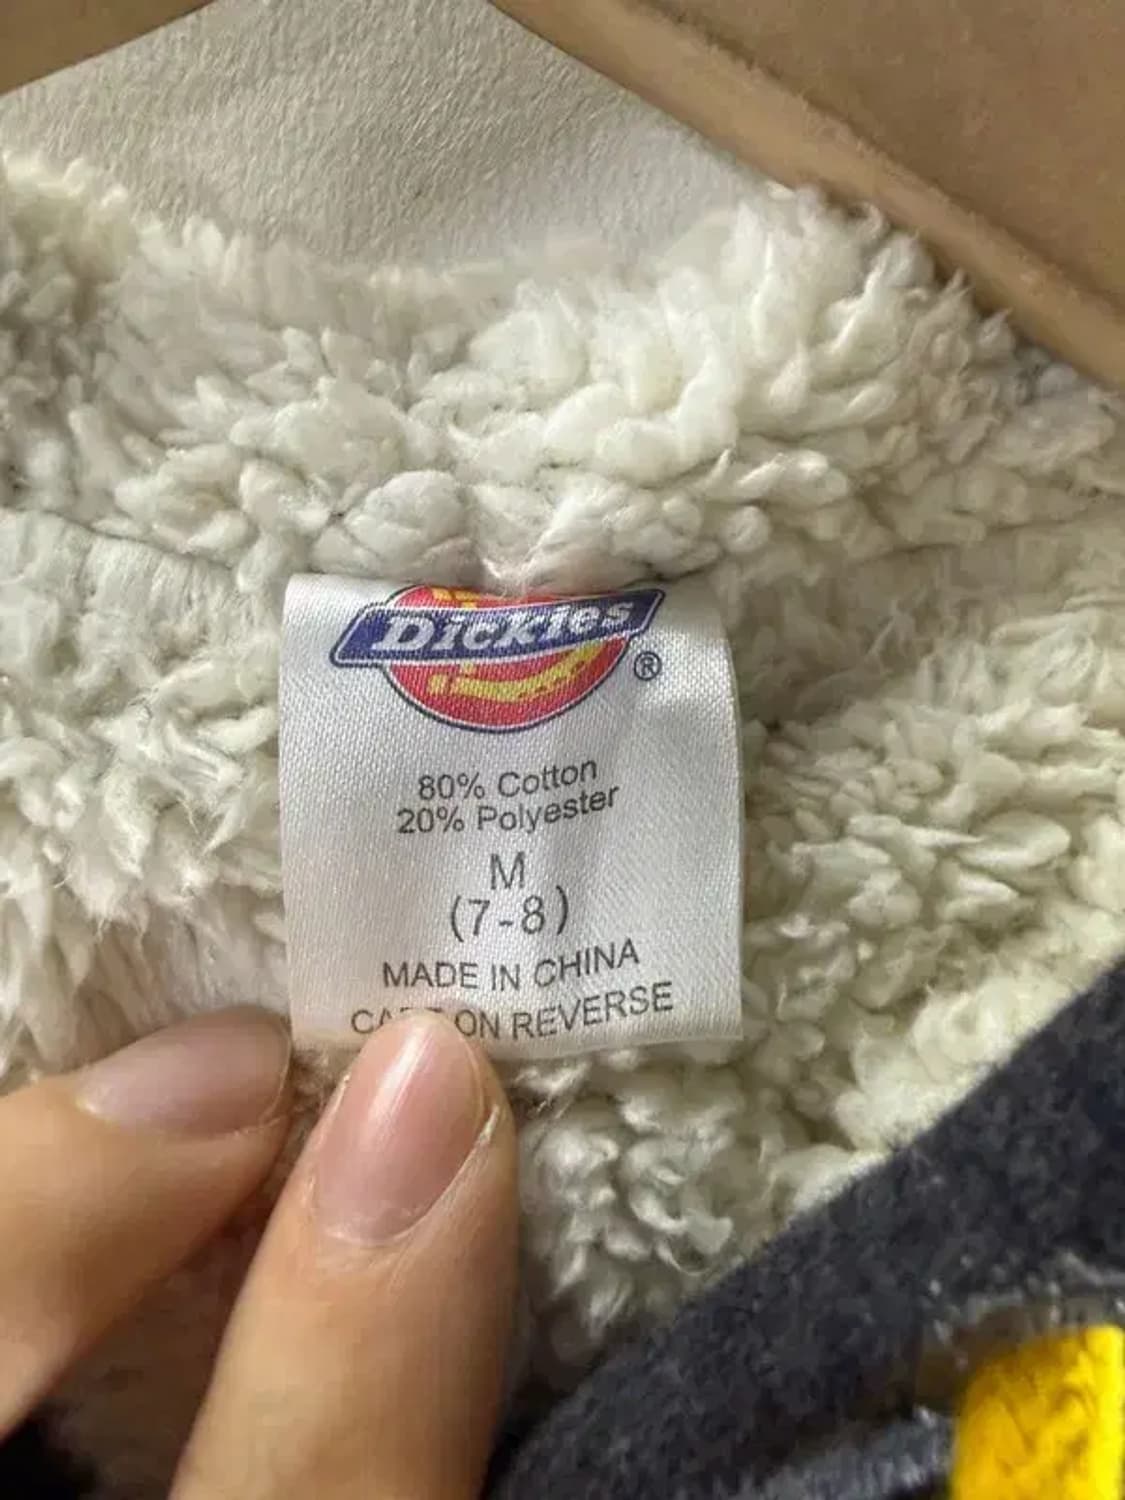 Dickies®
80% Cotton
20% Polyester
M
(7-8)
MADE IN CHINA
ON REVERSE